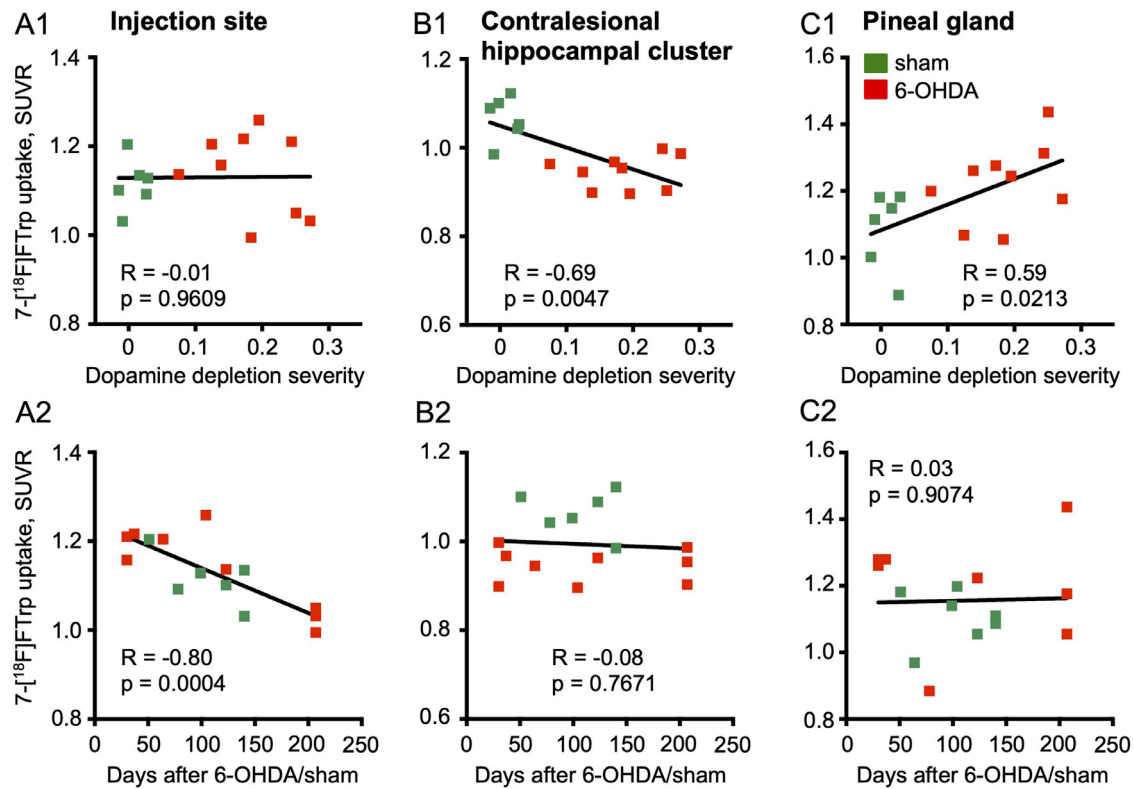 A1 Injection site
B1 Contralesional
hippocampal cluster
C1 Pineal gland
7-[¹⁸F]FTrp uptake, SUVR
1.4
1.2
1.0
0.8
R = -0.01
p = 0.9609
0 0.1 0.2 0.3
Dopamine depletion severity
1.2
1.0
0.8
0.6
R = -0.69
p = 0.0047
0 0.1 0.2 0.3
Dopamine depletion severity
1.6
1.4
1.2
1.0
0.8
sham
6-OHDA
R = 0.59
p = 0.0213
0 0.1 0.2 0.3
Dopamine depletion severity
A2
7-[¹⁸F]FTrp uptake, SUVR
1.4
1.2
1.0
0.8
R = -0.80
p = 0.0004
0 50 100 150 200 250
Days after 6-OHDA/sham
B2
1.2
1.0
0.8
0.6
R = -0.08
p = 0.7671
0 50 100 150 200 250
Days after 6-OHDA/sham
C2
1.6
1.4
1.2
1.0
0.8
R = 0.03
p = 0.9074
0 50 100 150 200 250
Days after 6-OHDA/sham